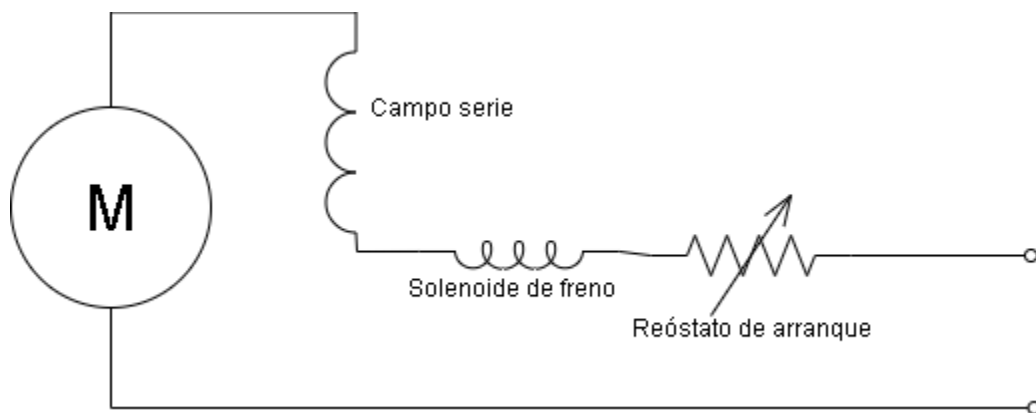 Campo serie
M
Solenoide de freno
Reóstato de arranque